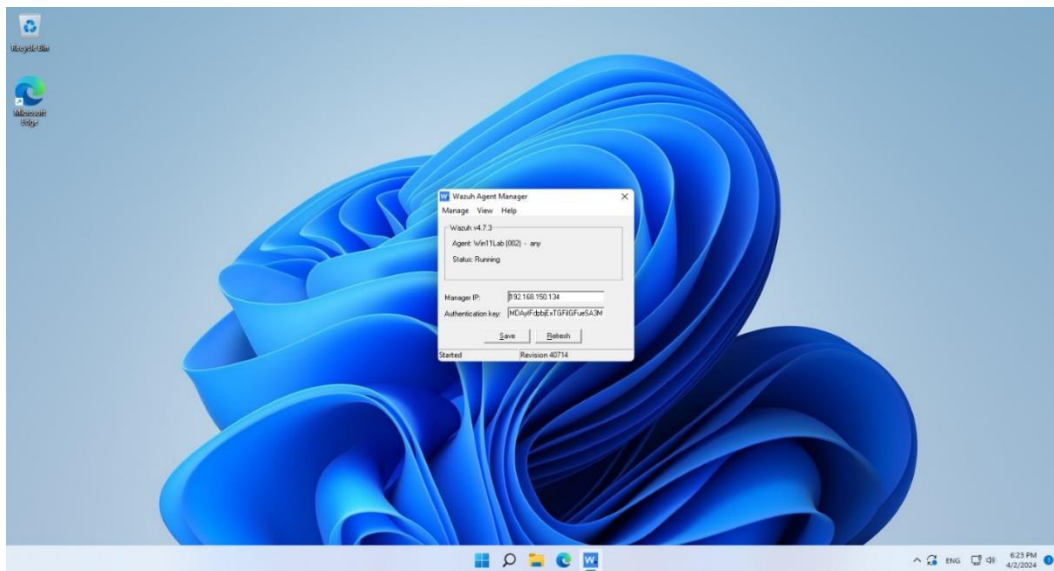 Recycle Bin
Microsoft
Edge
W Wazuh Agent Manager
Manage View Help
Wazuh v4.7.3
Agent: Win11Lab (002) - any
Status: Running
Manager IP: 192.168.150.134
Authentication key:
Save Refresh
Started Revision 40714
W
ENG 6:23 PM
4/2/2024